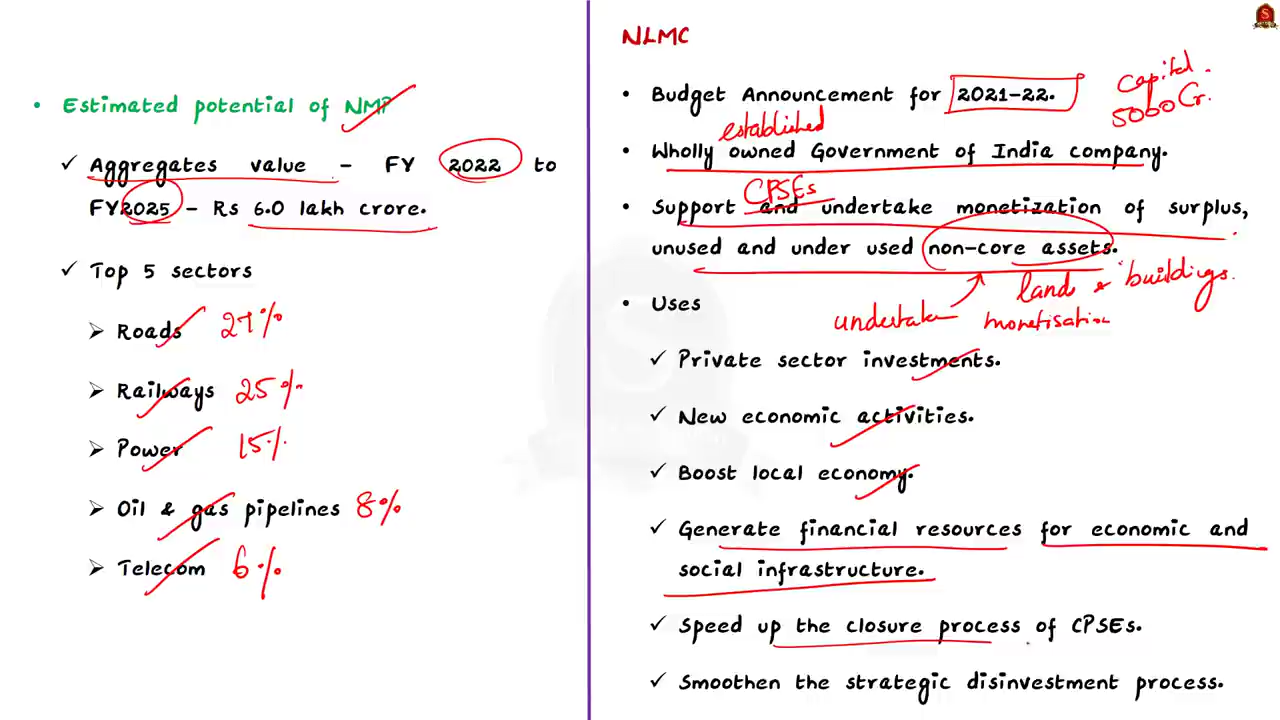 • Estimated potential of NMP
✓ Aggregates value - FY 2022 to
FY2025 - Rs 6.0 lakh crore.
✓ Top 5 sectors
➢ Roads 27%
➢ Railways 25%
➢ Power 15%
➢ Oil & gas pipelines 8%
➢ Telecom 6%
NLMC
• Budget Announcement for 2021-22.
capital
5000 Cr.
established
• Wholly owned Government of India company.
CPSEs
• Support and undertake monetization of surplus,
unused and under used non-core assets.
lands & buildings.
• Uses
undertake monetisation
✓ Private sector investments.
✓ New economic activities.
✓ Boost local economy.
✓ Generate financial resources for economic and
social infrastructure.
✓ Speed up the closure process of CPSEs.
✓ Smoothen the strategic disinvestment process.